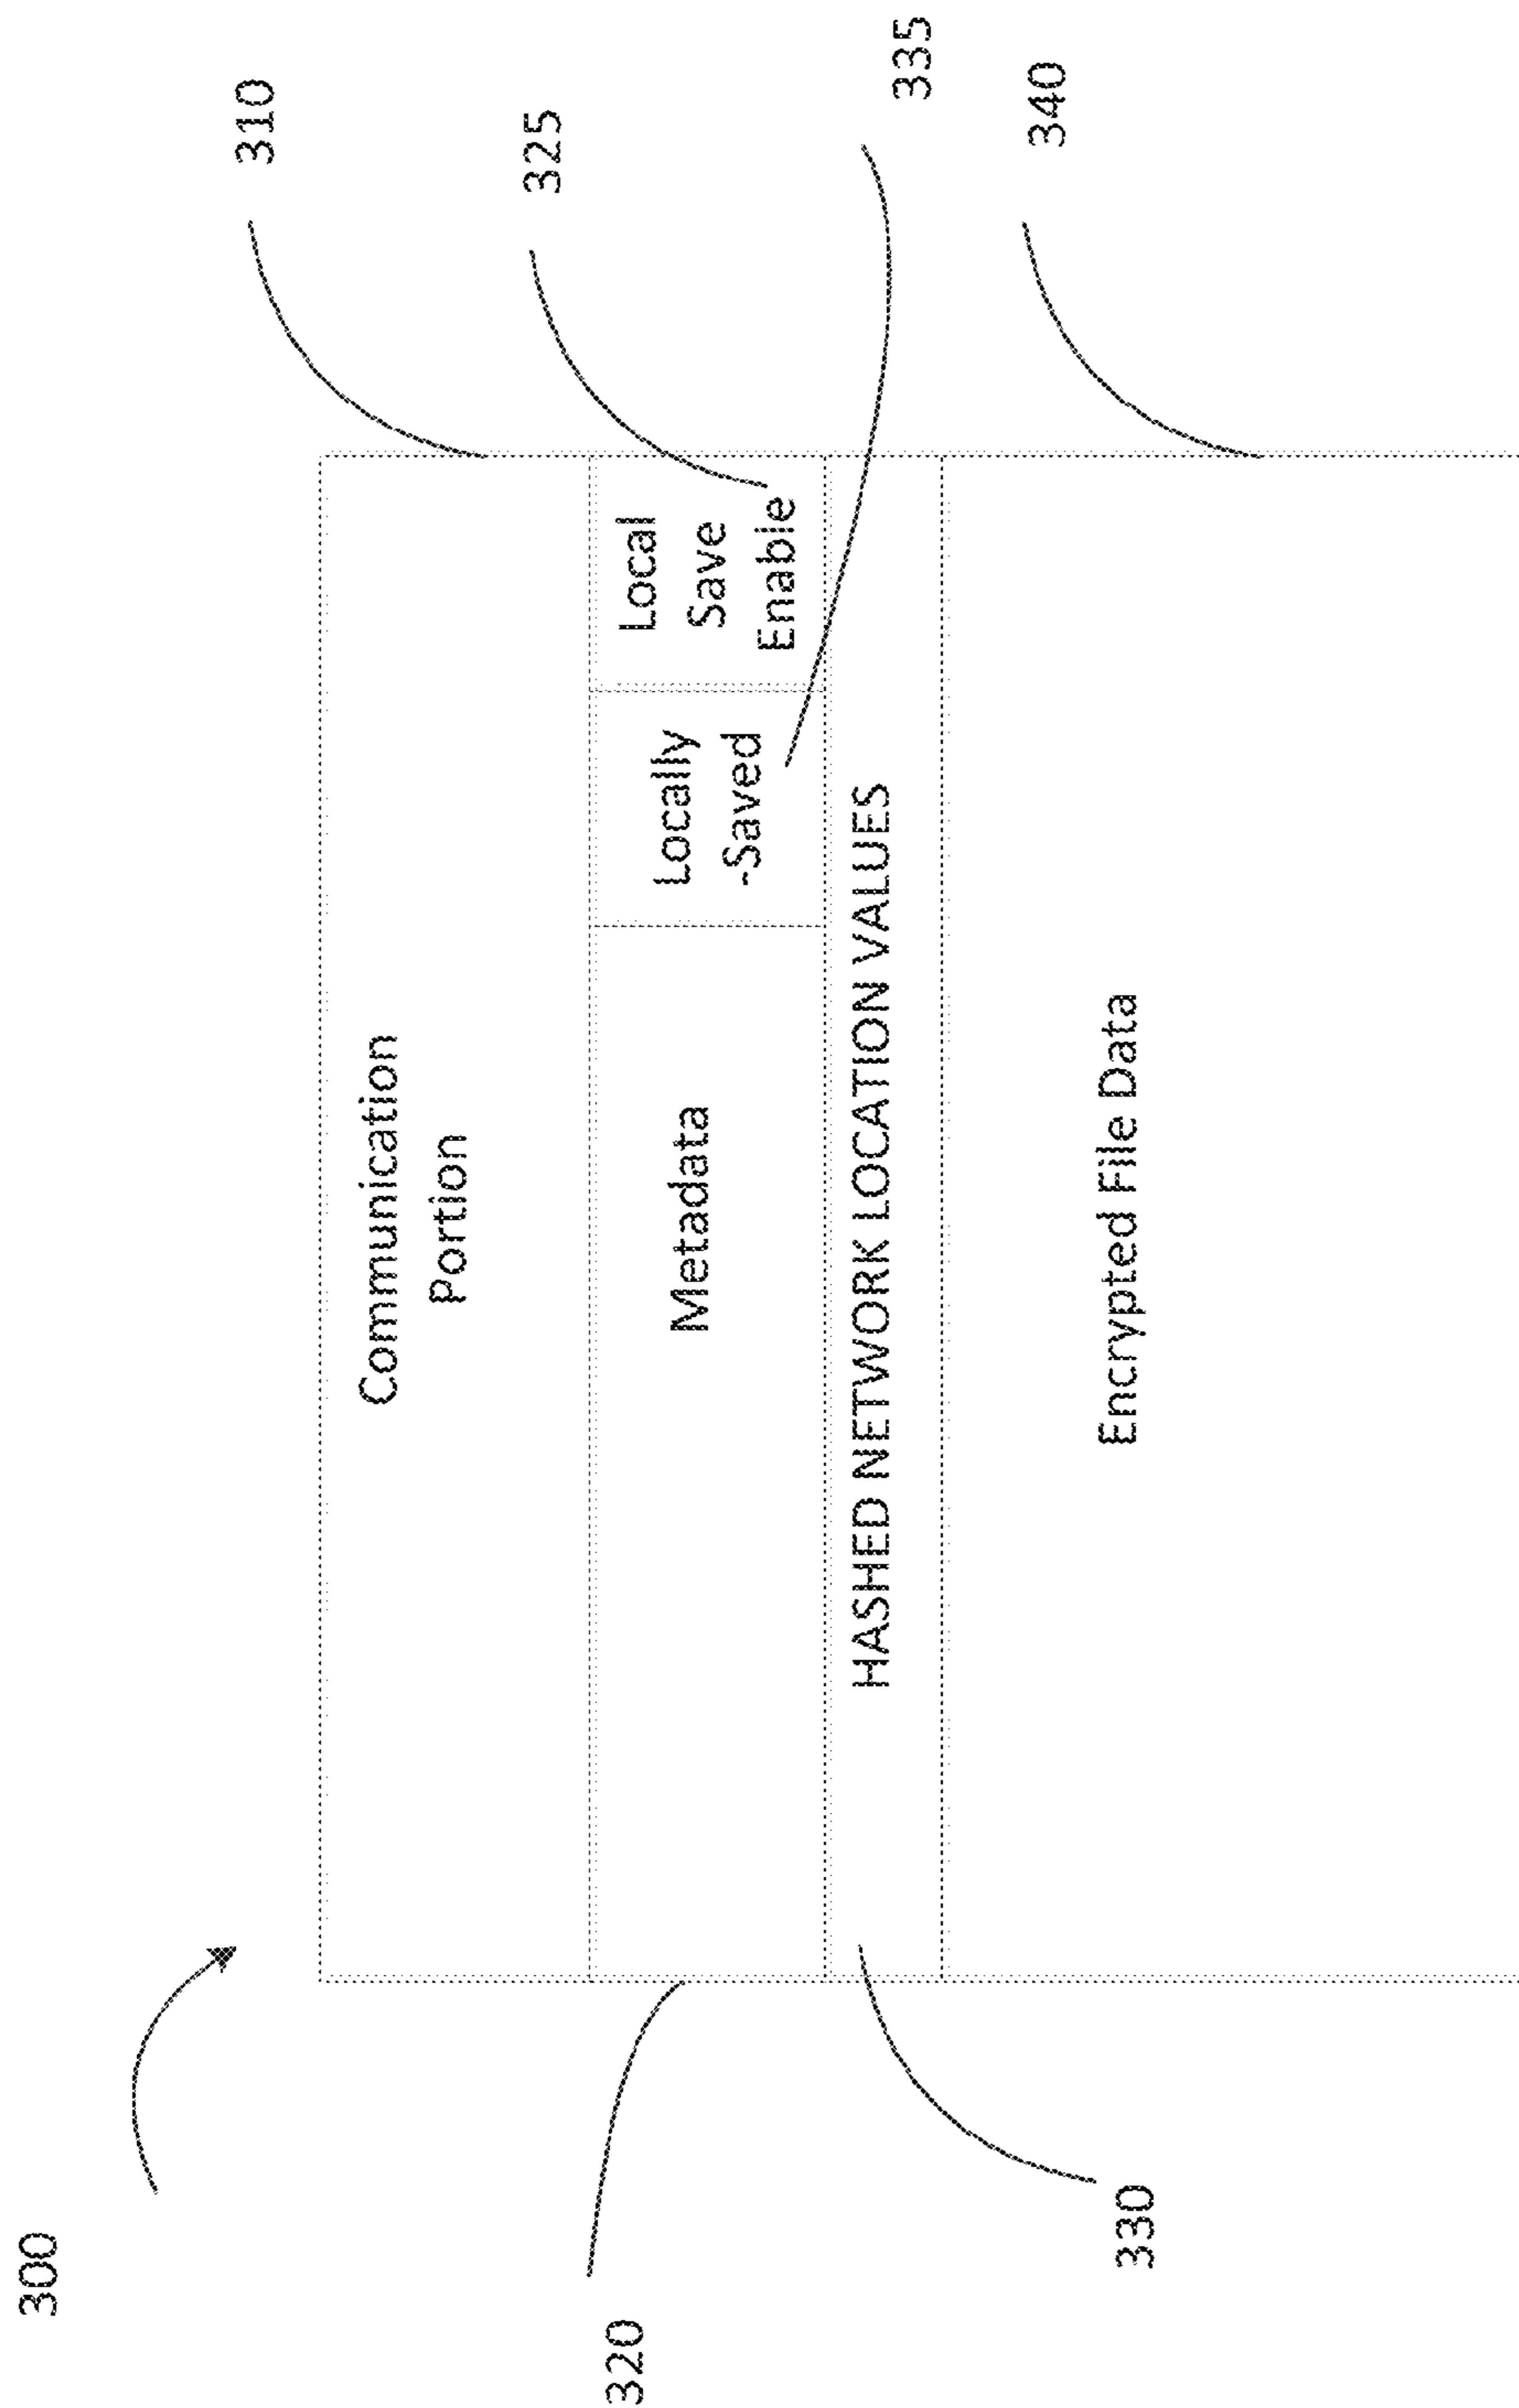 300
310
Communication
Portion
320
Metadata
Locally
-Saved
Local
Save
Enable
325
335
330
HASHED NETWORK LOCATION VALUES
340
Encrypted File Data